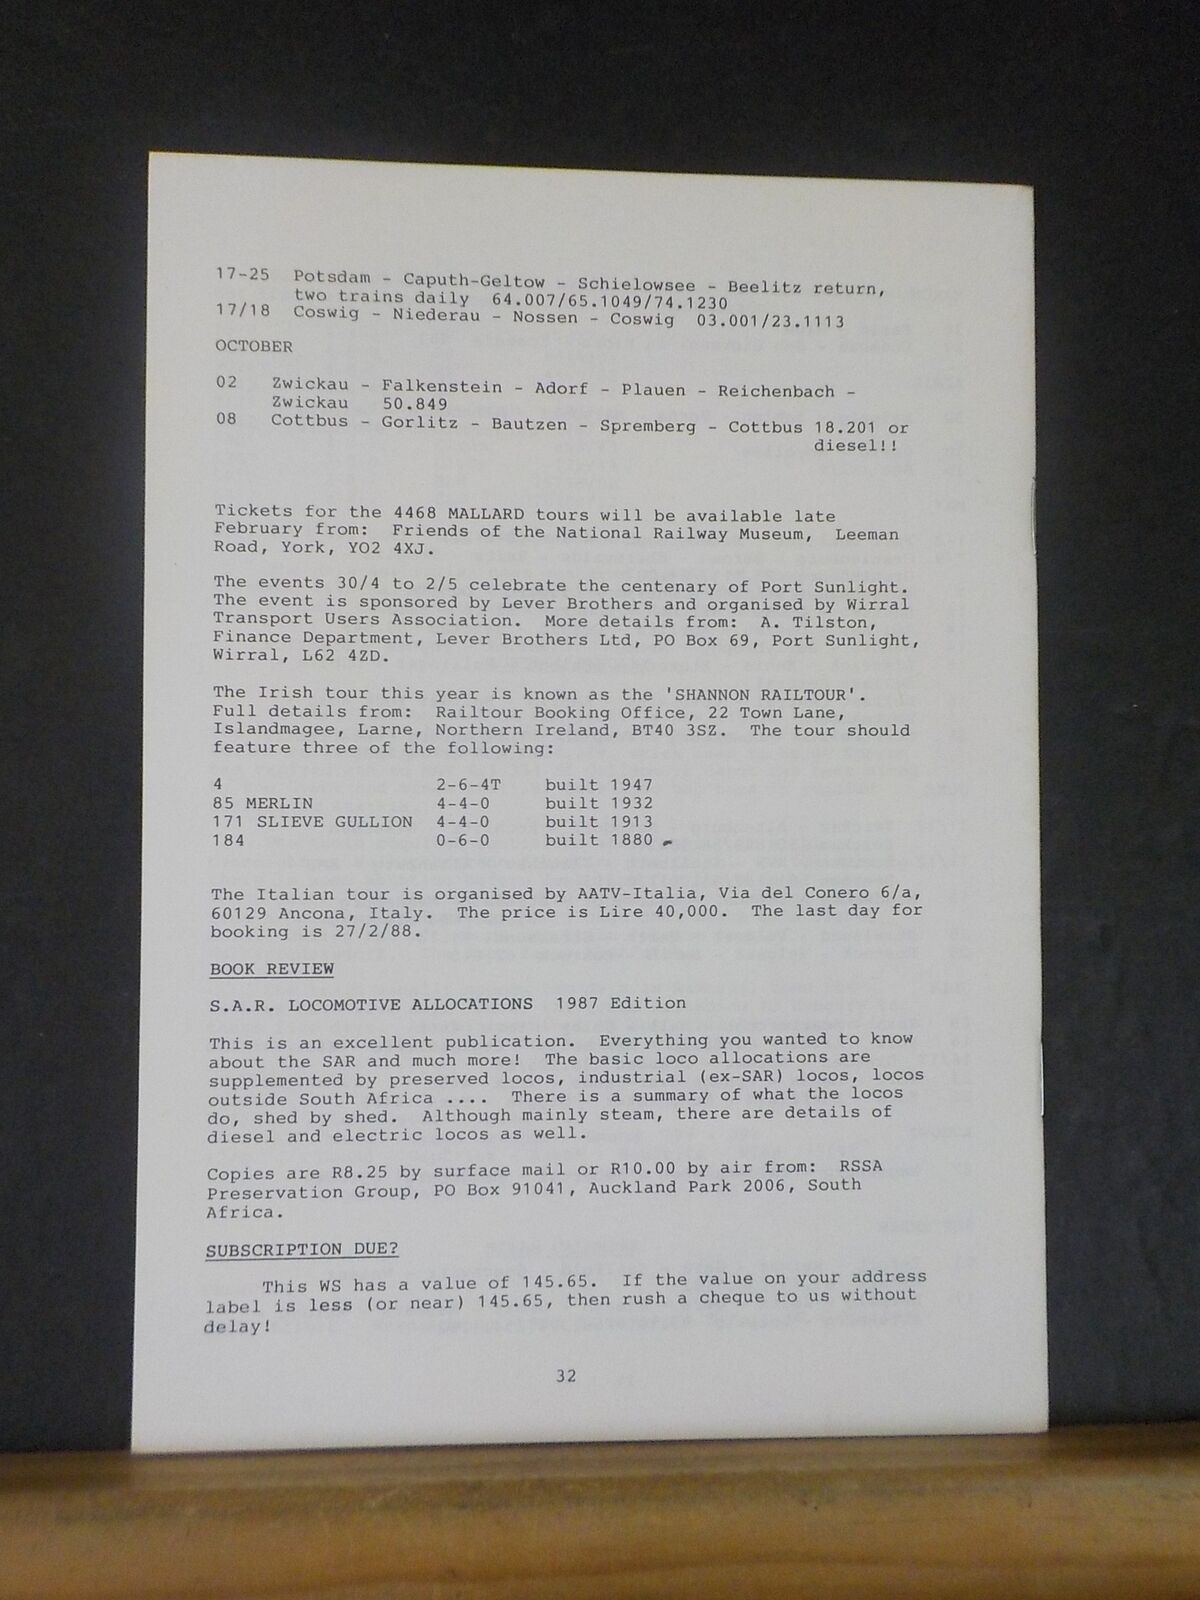 17-25 Potsdam - Caputh-Geltow - Schielowsee - Beelitz return,
two trains daily 64.007/65.1049/74.1230
17/18 Coswig - Niederau - Nossen - Coswig 03.001/23.1113
OCTOBER
02 Zwickau - Falkenstein - Adorf - Plauen - Reichenbach -
Zwickau 50.849
08 Cottbus - Gorlitz - Bautzen - Spremberg - Cottbus 18.201 or
diesel!!
Tickets for the 4468 MALLARD tours will be available late
February from: Friends of the National Railway Museum, Leeman
Road, York, YO2 4XJ.
The events 30/4 to 2/5 celebrate the centenary of Port Sunlight.
The event is sponsored by Lever Brothers and organised by Wirral
Transport Users Association. More details from: A. Tilston,
Finance Department, Lever Brothers Ltd, PO Box 69, Port Sunlight,
Wirral, L62 4ZD.
The Irish tour this year is known as the 'SHANNON RAILTOUR'.
Full details from: Railtour Booking Office, 22 Town Lane,
Islandmagee, Larne, Northern Ireland, BT40 3SZ. The tour should
feature three of the following:
4 2-6-4T built 1947
85 MERLIN 4-4-0 built 1932
171 SLIEVE GULLION 4-4-0 built 1913
184 0-6-0 built 1880
The Italian tour is organised by AATV-Italia, Via del Conero 6/a,
60129 Ancona, Italy. The price is Lire 40,000. The last day for
booking is 27/2/88.
BOOK REVIEW
S.A.R. LOCOMOTIVE ALLOCATIONS 1987 Edition
This is an excellent publication. Everything you wanted to know
about the SAR and much more! The basic loco allocations are
supplemented by preserved locos, industrial (ex-SAR) locos, locos
outside South Africa .... There is a summary of what the locos
do, shed by shed. Although mainly steam, there are details of
diesel and electric locos as well.
Copies are R8.25 by surface mail or R10.00 by air from: RSSA
Preservation Group, PO Box 91041, Auckland Park 2006, South
Africa.
SUBSCRIPTION DUE?
This WS has a value of 145.65. If the value on your address
label is less (or near) 145.65, then rush a cheque to us without
delay!
32